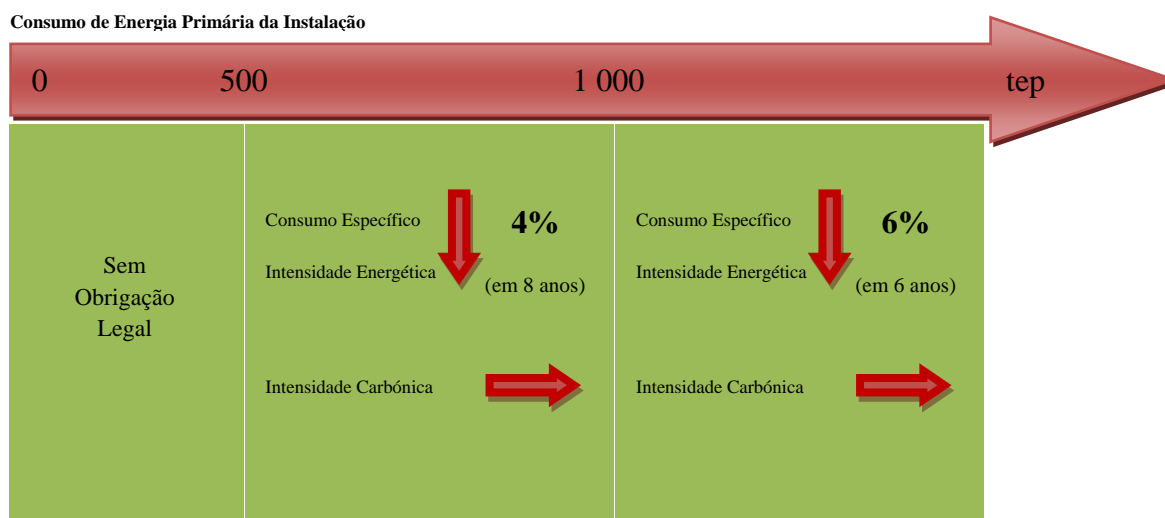 Consumo de Energia Primária da Instalação
0 500 1 000 tep
Sem
Obrigação
Legal
Consumo Específico 4%
Intensidade Energética (em 8 anos)
Intensidade Carbónica
Consumo Específico 6%
Intensidade Energética (em 6 anos)
Intensidade Carbónica